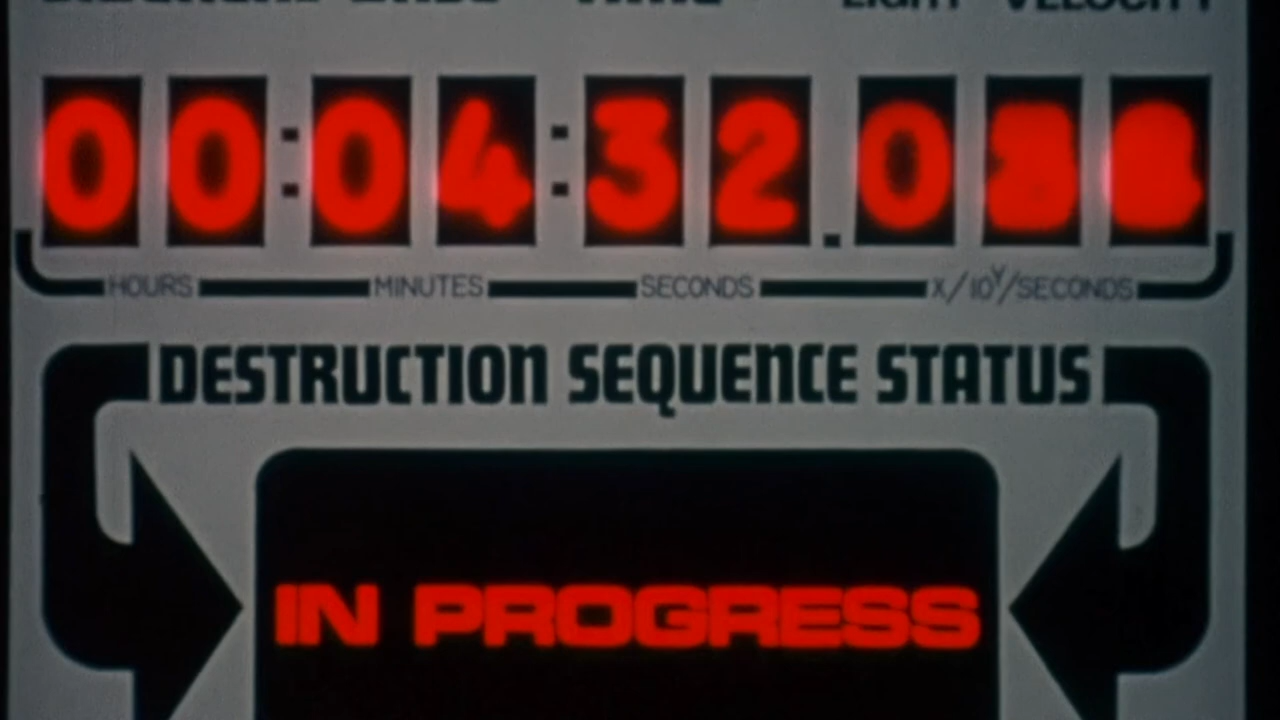 00:04:32.0
HOURS MINUTES SECONDS X/10Y/SECONDS
DESTRUCTION SEQUENCE STATUS
IN PROGRESS